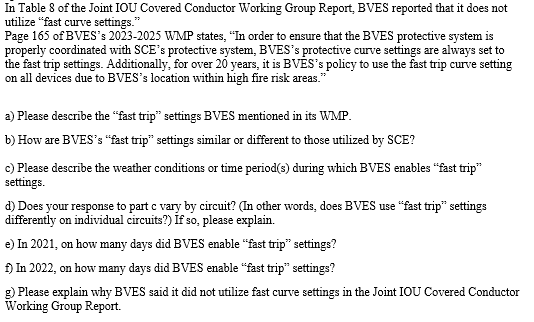 In Table 8 of the Joint IOU Covered Conductor Working Group Report, BVES reported that it does not
utilize “fast curve settings.”
Page 165 of BVES’s 2023-2025 WMP states, “In order to ensure that the BVES protective system is
properly coordinated with SCE’s protective system, BVES’s protective curve settings are always set to
the fast trip settings. Additionally, for over 20 years, it is BVES’s policy to use the fast trip curve setting
on all devices due to BVES’s location within high fire risk areas.”
a) Please describe the “fast trip” settings BVES mentioned in its WMP.
b) How are BVES’s “fast trip” settings similar or different to those utilized by SCE?
c) Please describe the weather conditions or time period(s) during which BVES enables “fast trip”
settings.
d) Does your response to part c vary by circuit? (In other words, does BVES use “fast trip” settings
differently on individual circuits?) If so, please explain.
e) In 2021, on how many days did BVES enable “fast trip” settings?
f) In 2022, on how many days did BVES enable “fast trip” settings?
g) Please explain why BVES said it did not utilize fast curve settings in the Joint IOU Covered Conductor
Working Group Report.